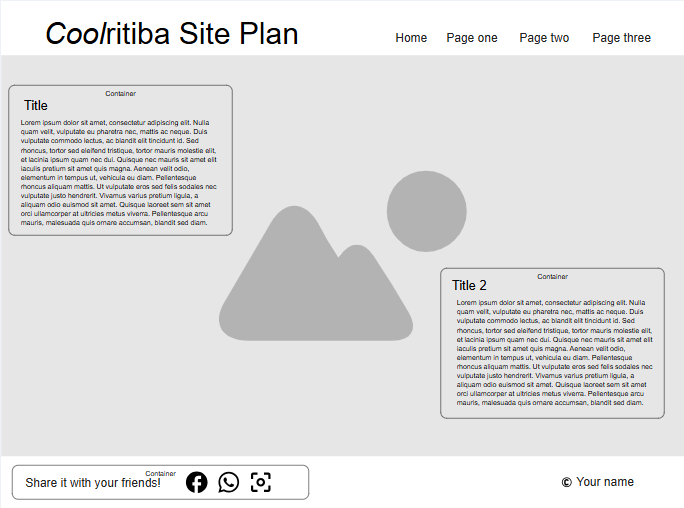 Coolritiba Site Plan
Home Page one Page two Page three
Container
Title
Lorem ipsum dolor sit amet, consectetur adipiscing elit. Nulla
quam velit, vulputate eu pharetra nec, mattis ac neque. Duis
vulputate commodo lectus, ac blandit elit tincidunt id. Sed
rhoncus, tortor sed eleifend tristique, tortor mauris molestie elit,
et lacinia ipsum quam nec dui. Quisque nec mauris sit amet elit
iaculis pretium sit amet quis magna. Aenean velit odio,
elementum in tempus ut, vehicula eu diam. Pellentesque
rhoncus aliquam mattis. Ut vulputate eros sed felis sodales nec
vulputate justo hendrerit. Vivamus varius pretium ligula, a
aliquam odio euismod sit amet. Quisque laoreet sem sit amet
orci ullamcorper at ultricies metus viverra. Pellentesque arcu
mauris, malesuada quis ornare accumsan, blandit sed diam.
Container
Title 2
Lorem ipsum dolor sit amet, consectetur adipiscing elit. Nulla
quam velit, vulputate eu pharetra nec, mattis ac neque. Duis
vulputate commodo lectus, ac blandit elit tincidunt id. Sed
rhoncus, tortor sed eleifend tristique, tortor mauris molestie elit,
et lacinia ipsum quam nec dui. Quisque nec mauris sit amet elit
iaculis pretium sit amet quis magna. Aenean velit odio,
elementum in tempus ut, vehicula eu diam. Pellentesque
rhoncus aliquam mattis. Ut vulputate eros sed felis sodales nec
vulputate justo hendrerit. Vivamus varius pretium ligula, a
aliquam odio euismod sit amet. Quisque laoreet sem sit amet
orci ullamcorper at ultricies metus viverra. Pellentesque arcu
mauris, malesuada quis ornare accumsan, blandit sed diam.
Container
Share it with your friends!
© Your name